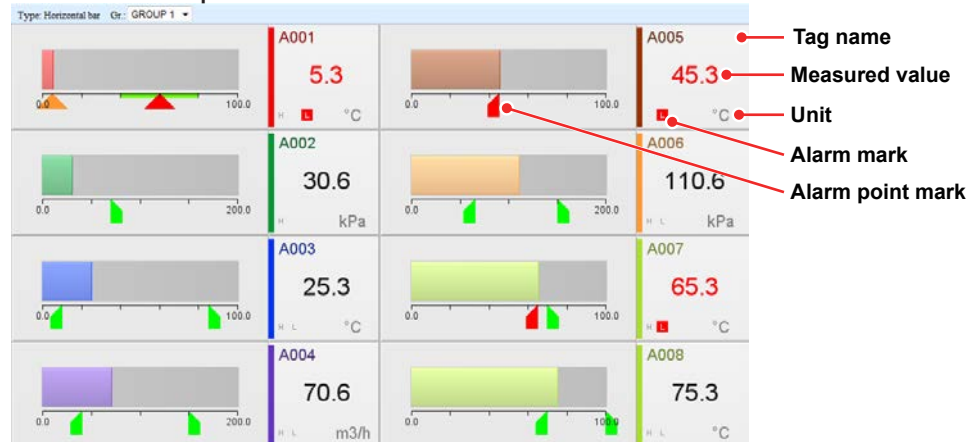 Type: Horizontal bar Gr.: GROUP 1
A001
5.3
H L °C
0.0 100.0
A005
45.3
L °C
0.0 100.0
Tag name
Measured value
Unit
Alarm mark
Alarm point mark
A002
30.6
H kPa
0.0 200.0
A006
110.6
H L kPa
0.0 200.0
A003
25.3
H L °C
0.0 100.0
A007
65.3
H L °C
0.0 100.0
A004
70.6
H L m3/h
0.0 200.0
A008
75.3
H L °C
0.0 100.0